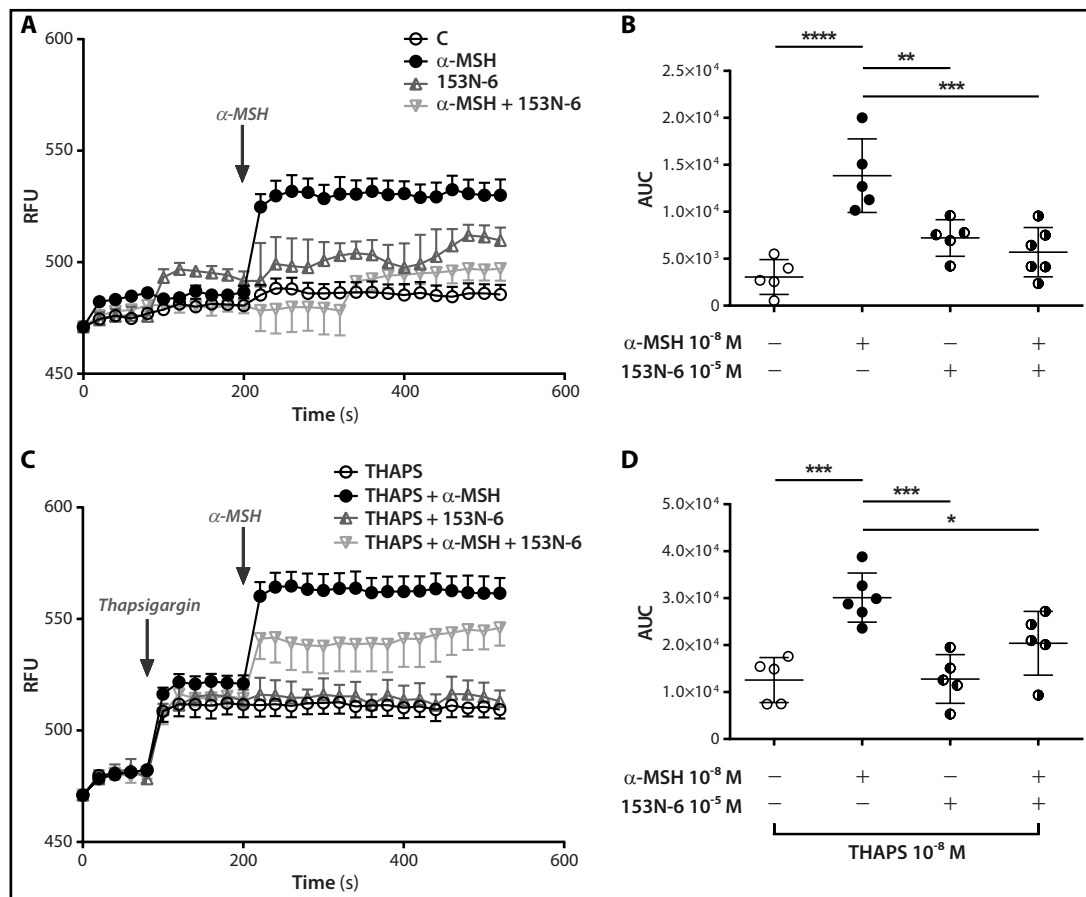 A
C
α-MSH
153N-6
α-MSH + 153N-6
α-MSH
600
550
500
450
RFU
0
200
400
600
Time (s)
B
****
**
***
2.5×10⁴
2.0×10⁴
1.5×10⁴
1.0×10⁴
5.0×10³
0
AUC
α-MSH 10⁻⁸ M − + − +
153N-6 10⁻⁵ M − − + +
C
THAPS
THAPS + α-MSH
THAPS + 153N-6
THAPS + α-MSH + 153N-6
α-MSH
Thapsigargin
600
550
500
450
RFU
0
200
400
600
Time (s)
D
***
***
*
5.0×10⁴
4.0×10⁴
3.0×10⁴
2.0×10⁴
1.0×10⁴
0
AUC
α-MSH 10⁻⁸ M − + − +
153N-6 10⁻⁵ M − − + +
THAPS 10⁻⁸ M